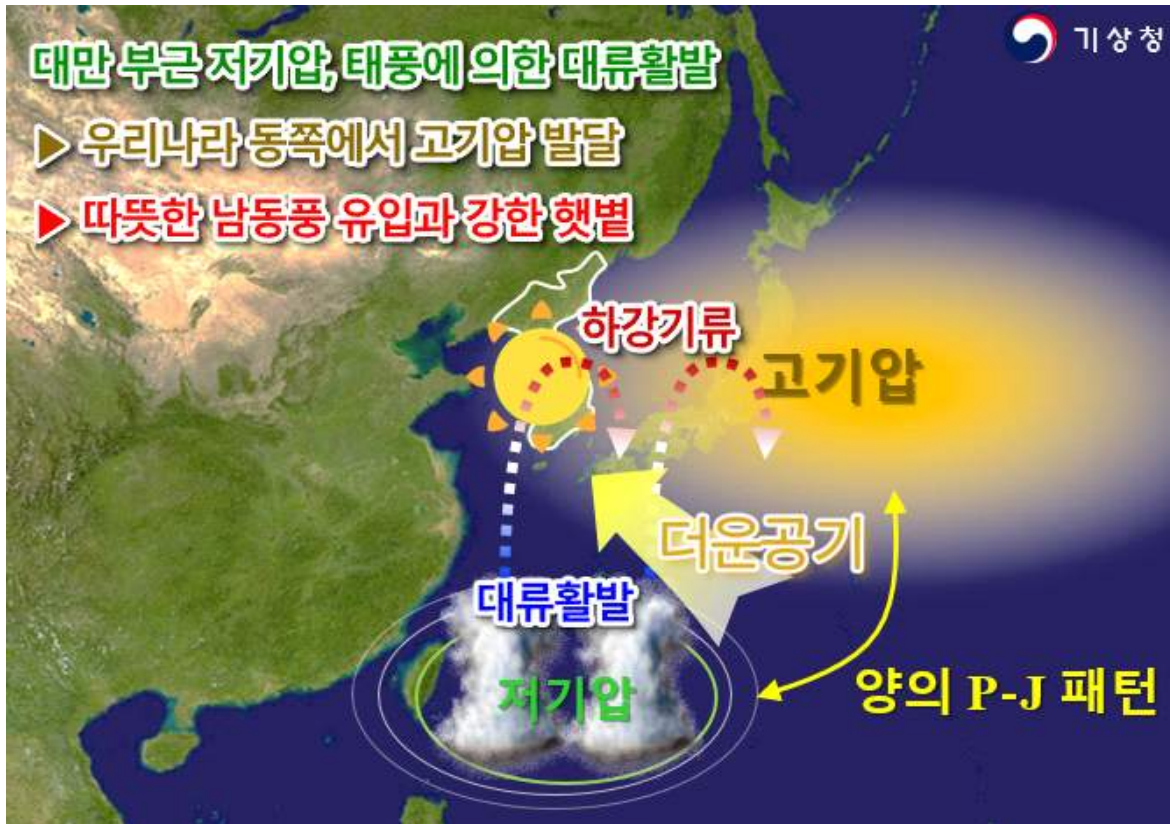 기상청
대만 부근 저기압, 태풍에 의한 대류활발
▶ 우리나라 동쪽에서 고기압 발달
▶ 따뜻한 남동풍 유입과 강한 햇볕
하강기류
고기압
더운공기
대류활발
저기압
양의 P-J 패턴